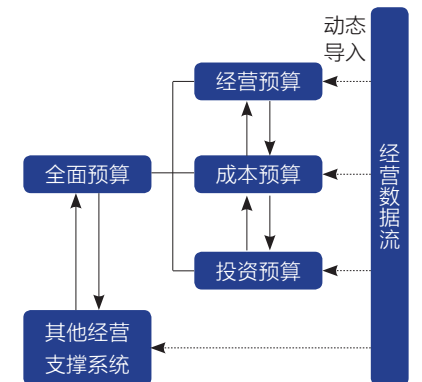 动态
导入
经营预算
全面预算
成本预算
投资预算
其他经营
支撑系统
经营数据流